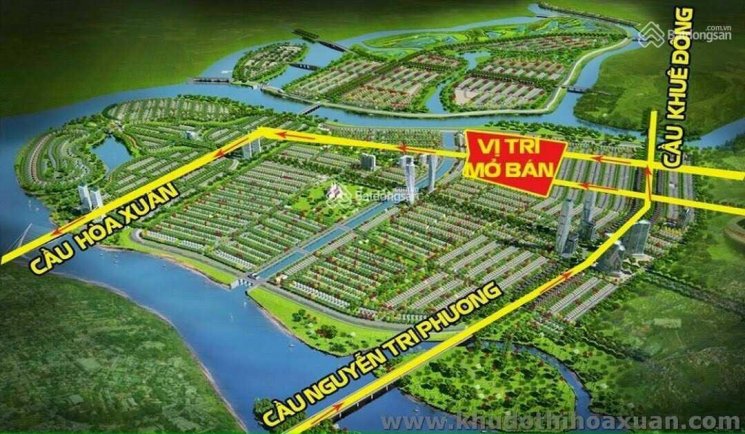 Batdongsan
.com.vn
CẦU KHUÊ ĐÔNG
VỊ TRÍ
MỞ BÁN
Batdongsan
CẦU HÒA XUÂN
CẦU NGUYỄN TRI PHƯƠNG
www.khudothihoaxuan.com